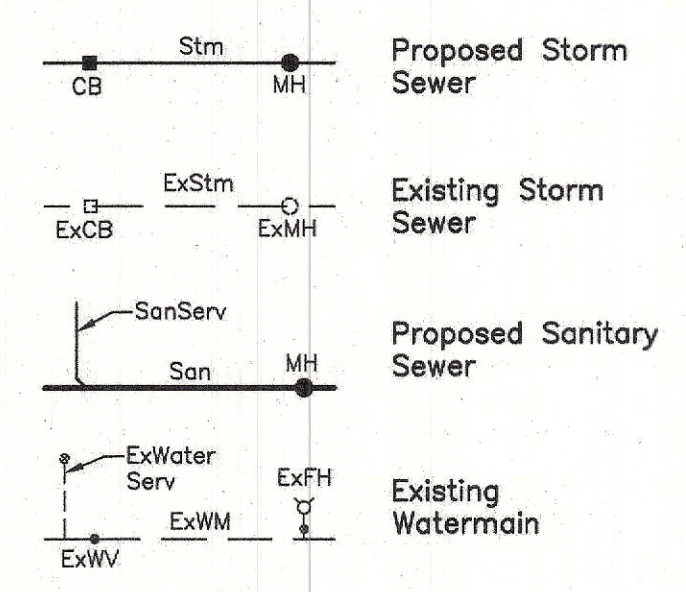 Stm
CB
MH
Proposed Storm
Sewer
ExStm
ExCB
ExMH
Existing Storm
Sewer
SanServ
San
MH
Proposed Sanitary
Sewer
ExWater
Serv
ExFH
ExWM
ExWV
Existing
Watermain